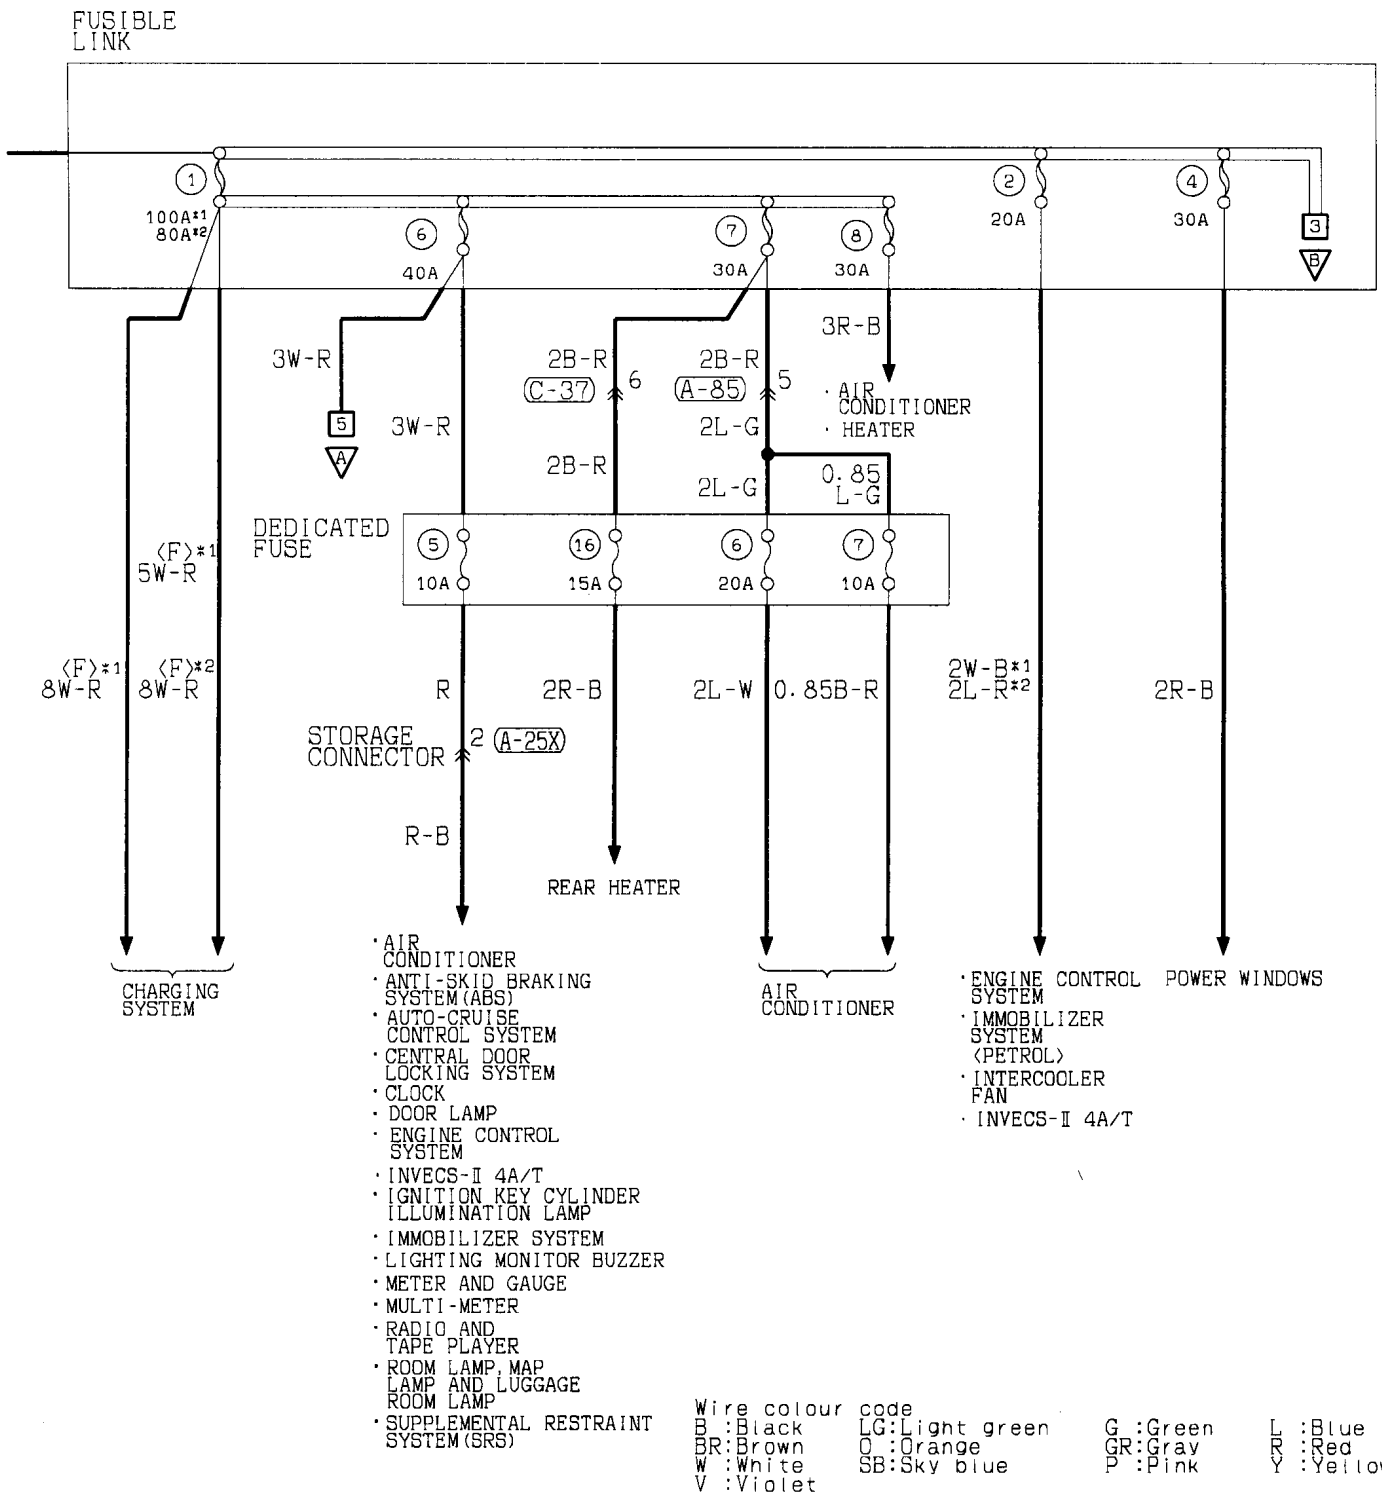 FUSIBLE
LINK
1
100A*1
80A*2
6
40A
7
30A
8
30A
2
20A
4
30A
3
B
3W-R
5
A
3W-R
2B-R
C-37
6
2B-R
2B-R
A-85
5
2L-G
2L-G
3R-B
· AIR
CONDITIONER
· HEATER
0.85
L-G
DEDICATED
FUSE
5
10A
16
15A
6
20A
7
10A
<F>*1
5W-R
<F>*1
8W-R
<F>*2
8W-R
R
2R-B
2L-W
0.85B-R
2W-B*1
2L-R*2
2R-B
STORAGE
CONNECTOR
2
A-25X
R-B
REAR HEATER
CHARGING
SYSTEM
· AIR
CONDITIONER
· ANTI-SKID BRAKING
SYSTEM(ABS)
· AUTO-CRUISE
CONTROL SYSTEM
· CENTRAL DOOR
LOCKING SYSTEM
· CLOCK
· DOOR LAMP
· ENGINE CONTROL
SYSTEM
· INVECS-Ⅱ 4A/T
· IGNITION KEY CYLINDER
ILLUMINATION LAMP
· IMMOBILIZER SYSTEM
· LIGHTING MONITOR BUZZER
· METER AND GAUGE
· MULTI-METER
· RADIO AND
TAPE PLAYER
· ROOM LAMP, MAP
LAMP AND LUGGAGE
ROOM LAMP
· SUPPLEMENTAL RESTRAINT
SYSTEM(SRS)
AIR
CONDITIONER
· ENGINE CONTROL
SYSTEM
· IMMOBILIZER
SYSTEM
<PETROL>
· INTERCOOLER
FAN
· INVECS-Ⅱ 4A/T
POWER WINDOWS
Wire colour code
B :Black LG:Light green G :Green L :Blue
BR:Brown O :Orange GR:Gray R :Red
W :White SB:Sky blue P :Pink Y :Yellow
V :Violet